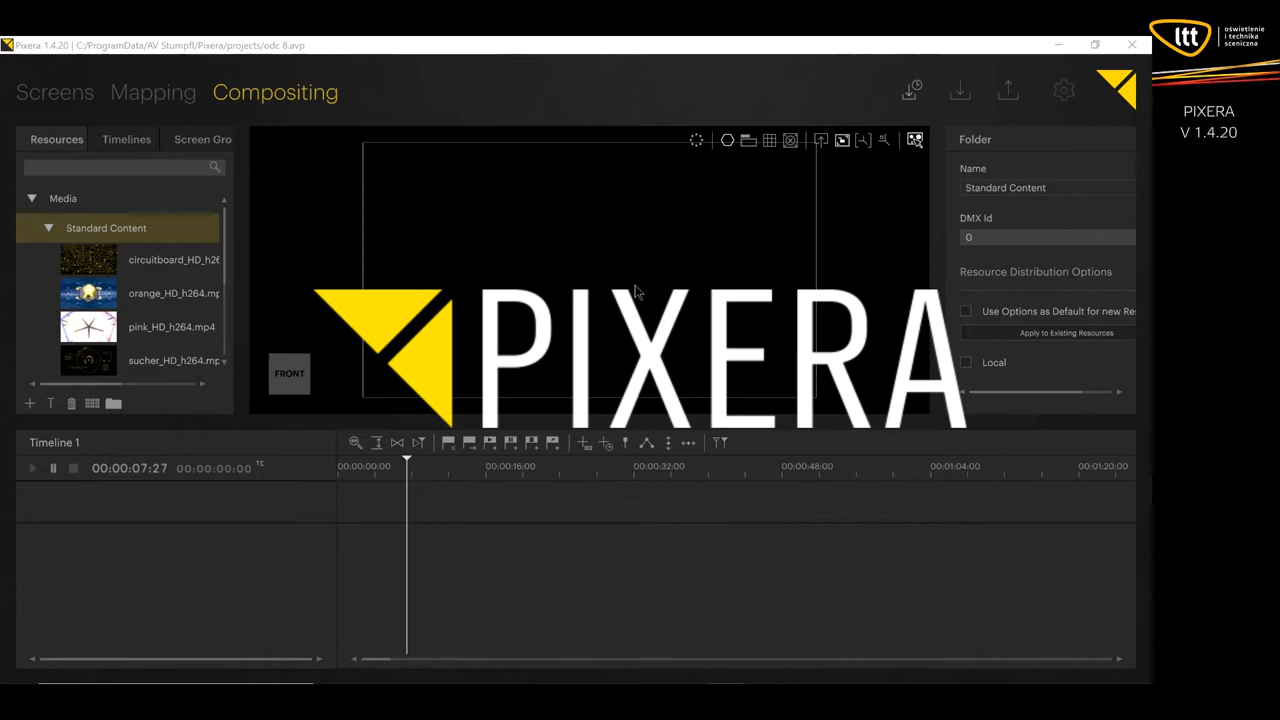 Pixera 1.4.20 | C:/ProgramData/AV Stumpfl/Pixera/projects/odc 8.avp
ltt
oświetlenie
i technika
sceniczna
PIXERA
V 1.4.20
Screens Mapping Compositing
Resources Timelines Screen Gro
Folder
Media
Name
Standard Content
Standard Content
DMX Id
0
circuitboard_HD_h26
orange_HD_h264.mp
pink_HD_h264.mp4
sucher_HD_h264.mp
Resource Distribution Options
Use Options as Default for new Res
Apply to Existing Resources
Local
FRONT
PIXERA
Timeline 1
00:00:07:27 00:00:00:00 TC
00:00:00:00 00:00:16:00 00:00:32:00 00:00:48:00 00:01:04:00 00:01:20:00
T